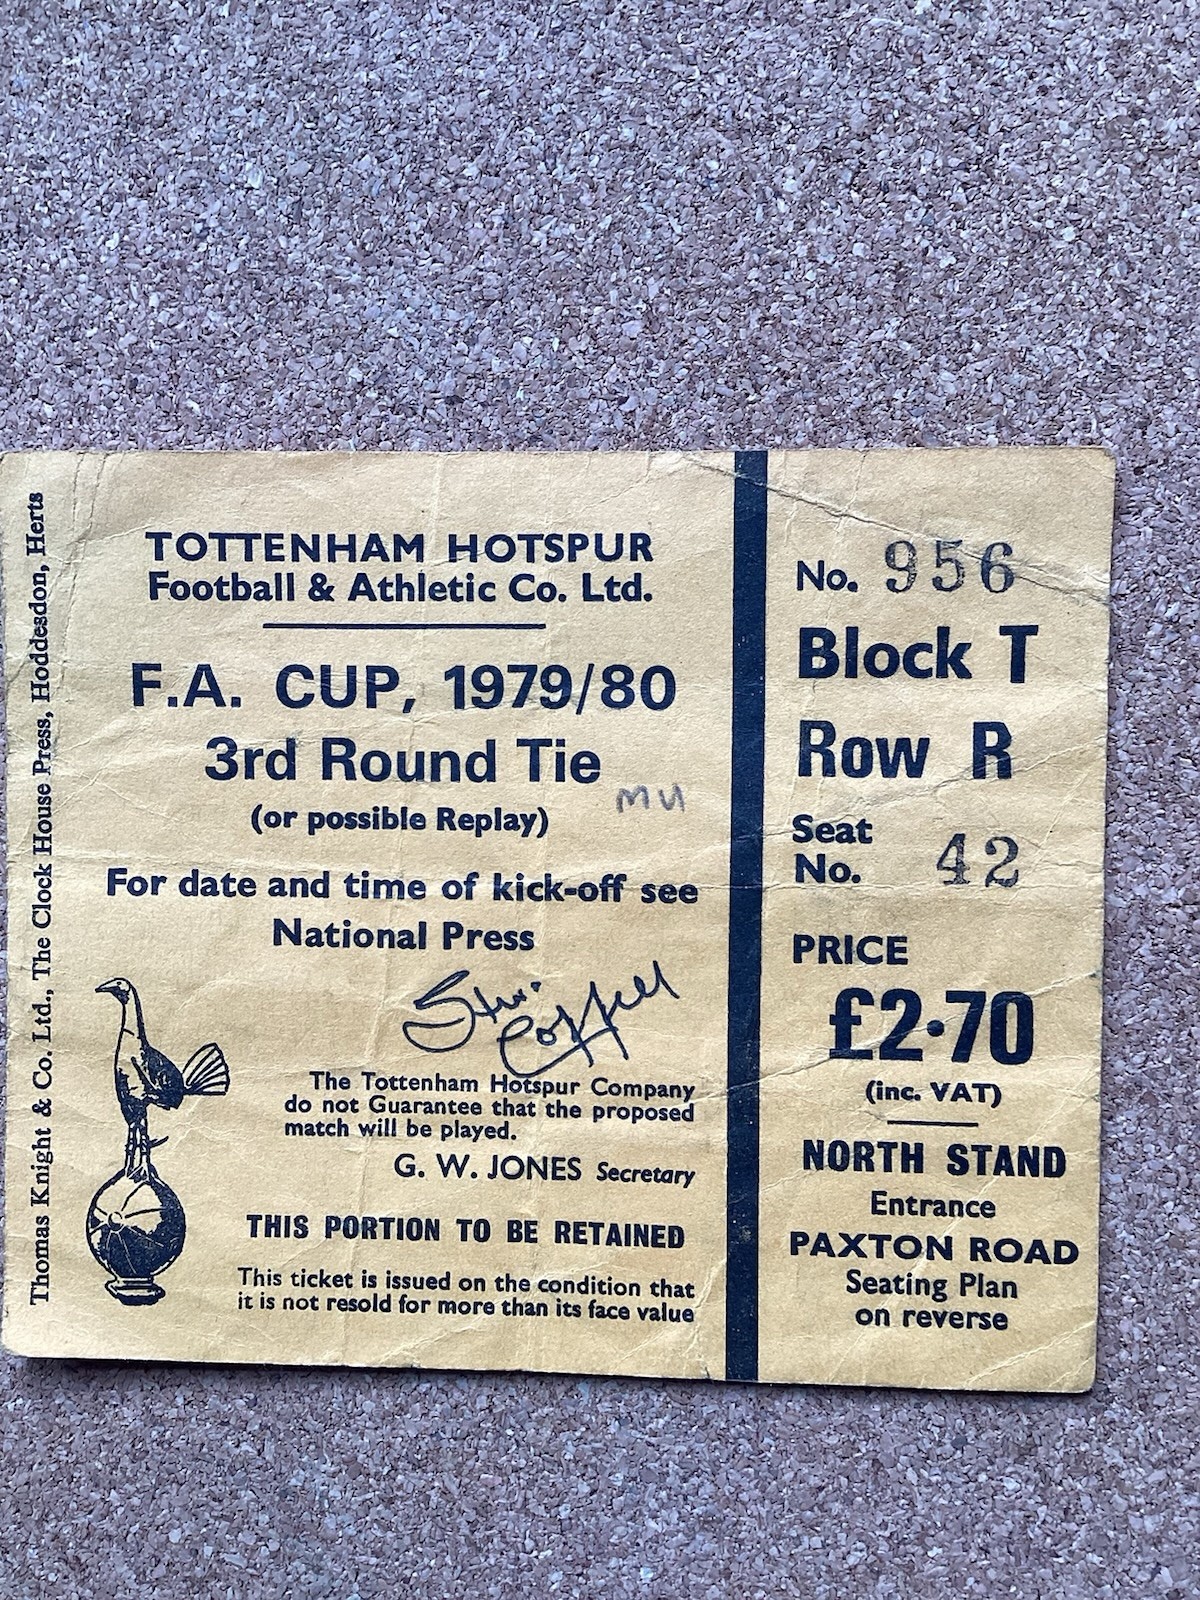 Thomas Knight & Co. Ltd., The Clock House Press, Hoddesdon, Herts
TOTTENHAM HOTSPUR
Football & Athletic Co. Ltd.
F.A. CUP, 1979/80
3rd Round Tie
MU
(or possible Replay)
For date and time of kick-off see
National Press
The Tottenham Hotspur Company
do not Guarantee that the proposed
match will be played.
G. W. JONES Secretary
THIS PORTION TO BE RETAINED
This ticket is issued on the condition that
it is not resold for more than its face value
No. 956
Block T
Row R
Seat
No. 42
PRICE
£2·70
(inc. VAT)
NORTH STAND
Entrance
PAXTON ROAD
Seating Plan
on reverse